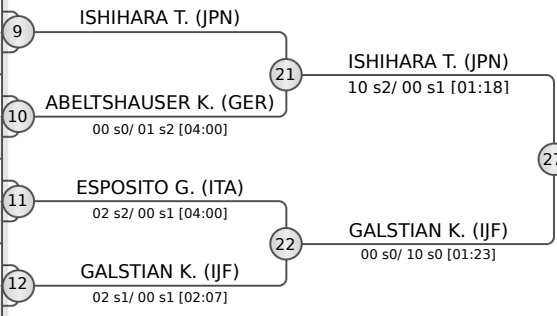 9
ISHIHARA T. (JPN)
21
ISHIHARA T. (JPN)
10 s2/ 00 s1 [01:18]
10
ABELTSHAUSER K. (GER)
00 s0/ 01 s2 [04:00]
27
11
ESPOSITO G. (ITA)
02 s2/ 00 s1 [04:00]
22
GALSTIAN K. (IJF)
00 s0/ 10 s0 [01:23]
12
GALSTIAN K. (IJF)
02 s1/ 00 s1 [02:07]